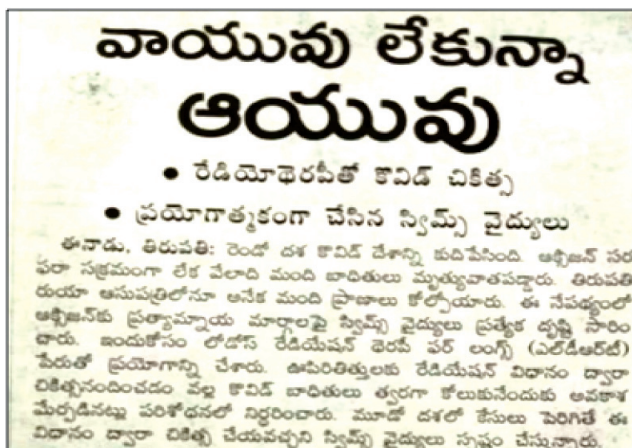 వాయువు లేకున్నా
ఆయువు
● రేడియోథెరపీతో కొవిడ్ చికిత్స
● ప్రయోగాత్మకంగా చేసిన స్విమ్స్ వైద్యులు
ఈనాడు, తిరుపతి: రెండో దశ కొవిడ్ దేశాన్ని కుదిపేసింది. ఆక్సిజన్ సర
ఫరా సక్రమంగా లేక వేలాది మంది బాధితులు మృత్యువాతపడ్డారు. తిరుపతి
రుయా ఆసుపత్రిలోనూ అనేక మంది ప్రాణాలు కోల్పోయారు. ఈ నేపథ్యంలో
ఆక్సిజన్‌కు ప్రత్యామ్నాయ మార్గాలపై స్విమ్స్ వైద్యులు ప్రత్యేక దృష్టి సారిం
చారు. ఇందుకోసం లోడోస్ రేడియేషన్ థెరపీ ఫర్ లంగ్స్ (ఎల్‌డీఆర్‌టీ)
పేరుతో ప్రయోగాన్ని చేశారు. ఊపిరితిత్తులకు రేడియేషన్ విధానం ద్వారా
చికిత్సనందించడం వల్ల కొవిడ్ బాధితులు త్వరగా కోలుకునేందుకు అవకాశ
మేర్పడినట్లు పరిశోధనలో నిర్ధరించారు. మూడో దశలో కేసులు పెరిగితే ఈ
విధానం ద్వారా చికిత్స చేయవచ్చని స్విమ్స్ వైద్యులు స్పష్టం చేస్తున్నారు.